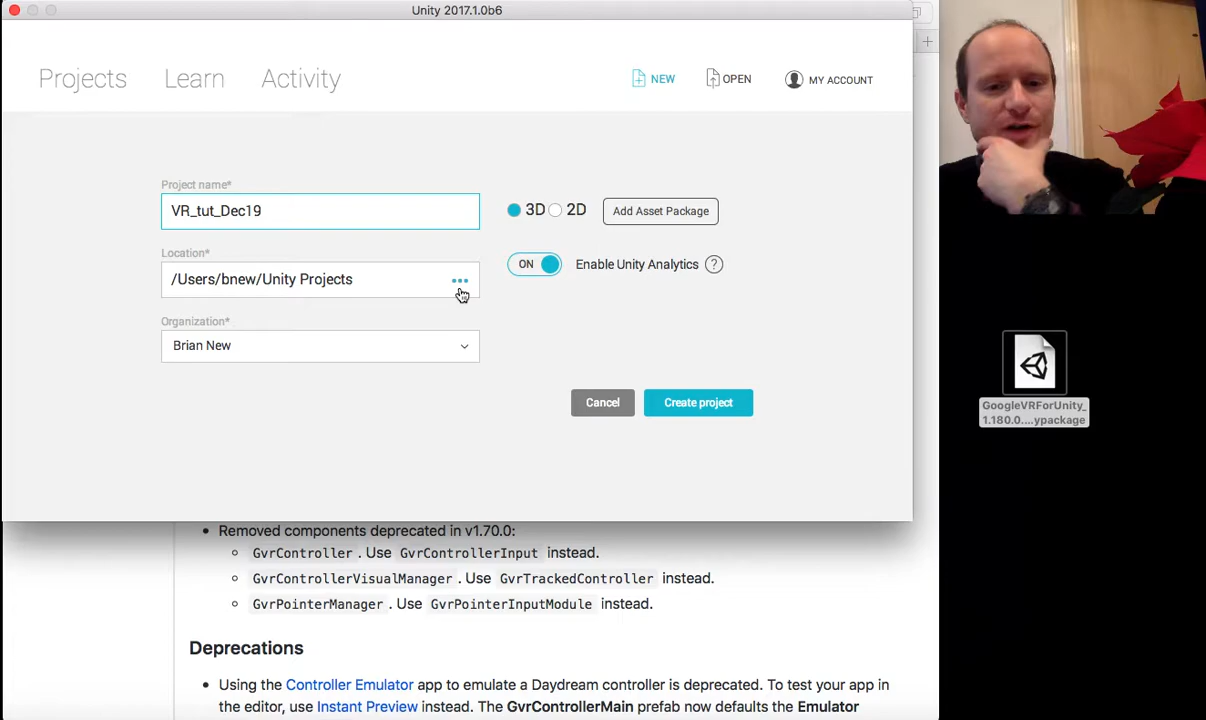 Unity 2017.1.0b6
Projects Learn Activity
NEW OPEN MY ACCOUNT
Project name*
VR_tut_Dec19
3D 2D Add Asset Package
Location*
/Users/bnew/Unity Projects
ON Enable Unity Analytics ?
Organization*
Brian New
Cancel Create project
GoogleVRForUnity_
1.180.0....ypackage
Removed components deprecated in v1.70.0:
GvrController . Use GvrControllerInput instead.
GvrControllerVisualManager . Use GvrTrackedController instead.
GvrPointerManager . Use GvrPointerInputModule instead.
Deprecations
Using the Controller Emulator app to emulate a Daydream controller is deprecated. To test your app in
the editor, use Instant Preview instead. The GvrControllerMain prefab now defaults the Emulator